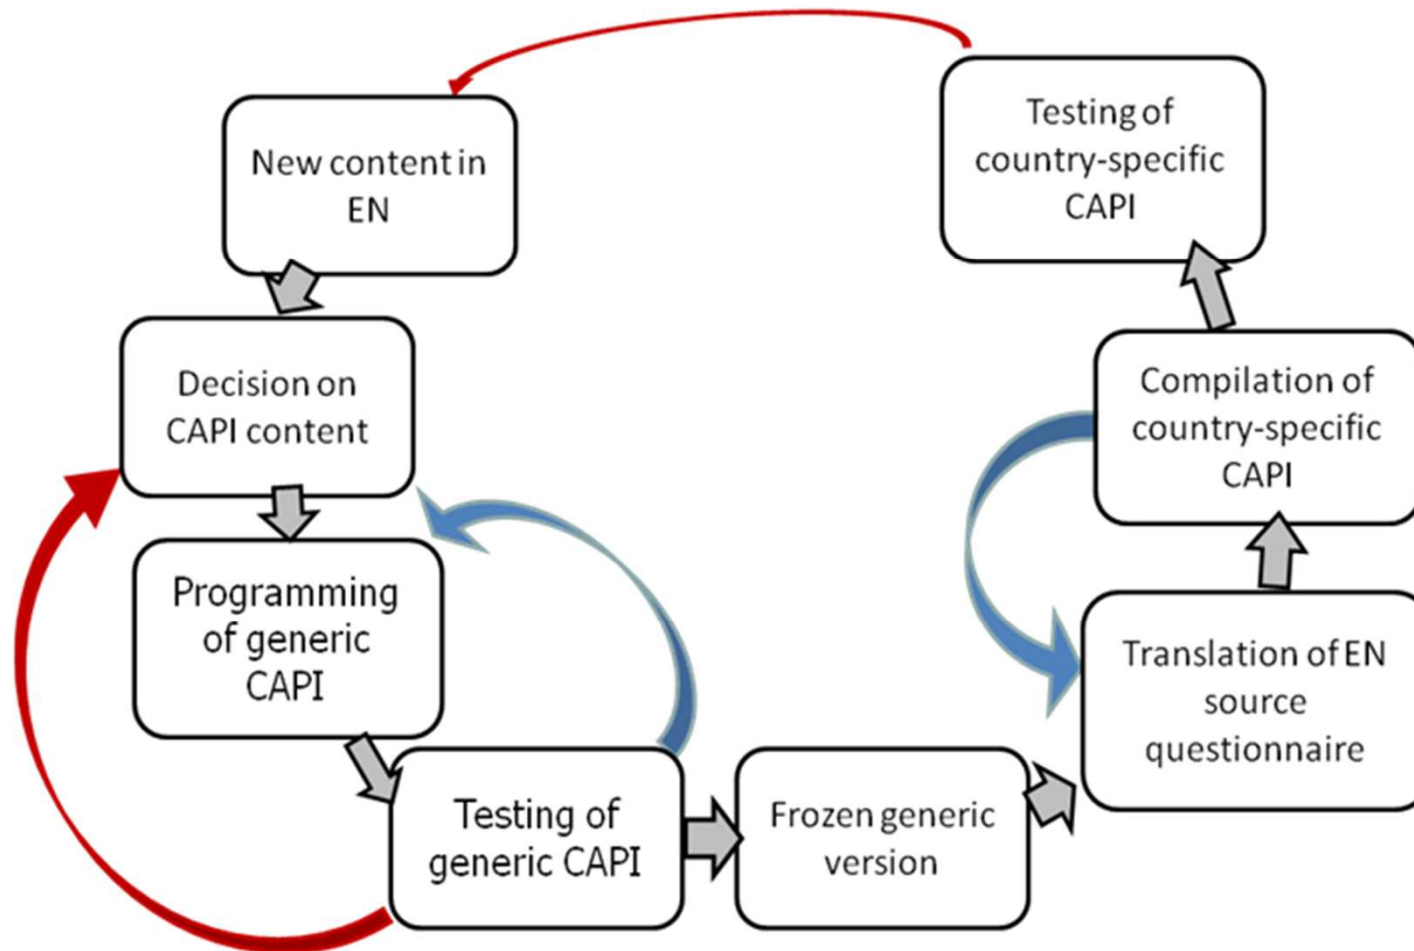 New content in
EN
Decision on
CAPI content
Programming
of generic
CAPI
Testing of
generic CAPI
Frozen generic
version
Translation of EN
source
questionnaire
Compilation of
country-specific
CAPI
Testing of
country-specific
CAPI